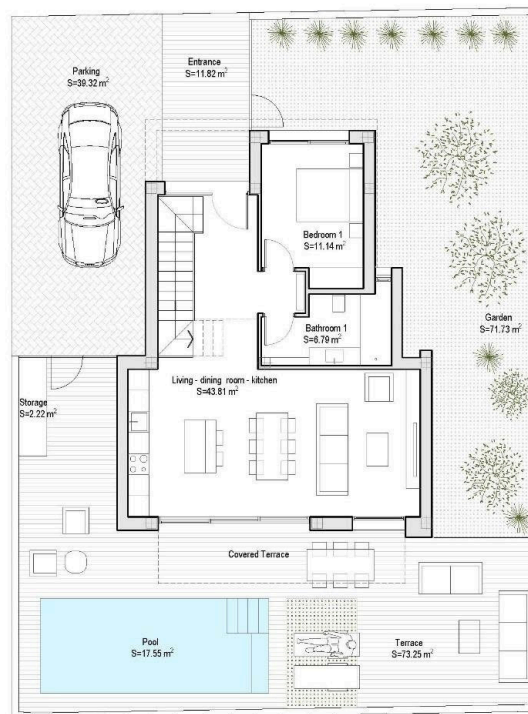 Entrance
S=11.82 m²
Parking
S=39.32 m²
Bedroom 1
S=11.14 m²
Garden
S=71.73 m²
Bathroom 1
S=6.79 m²
Living - dining room - kitchen
S=43.81 m²
Storage
S=2.22 m²
Covered Terrace
Pool
S=17.55 m²
Terrace
S=73.25 m²